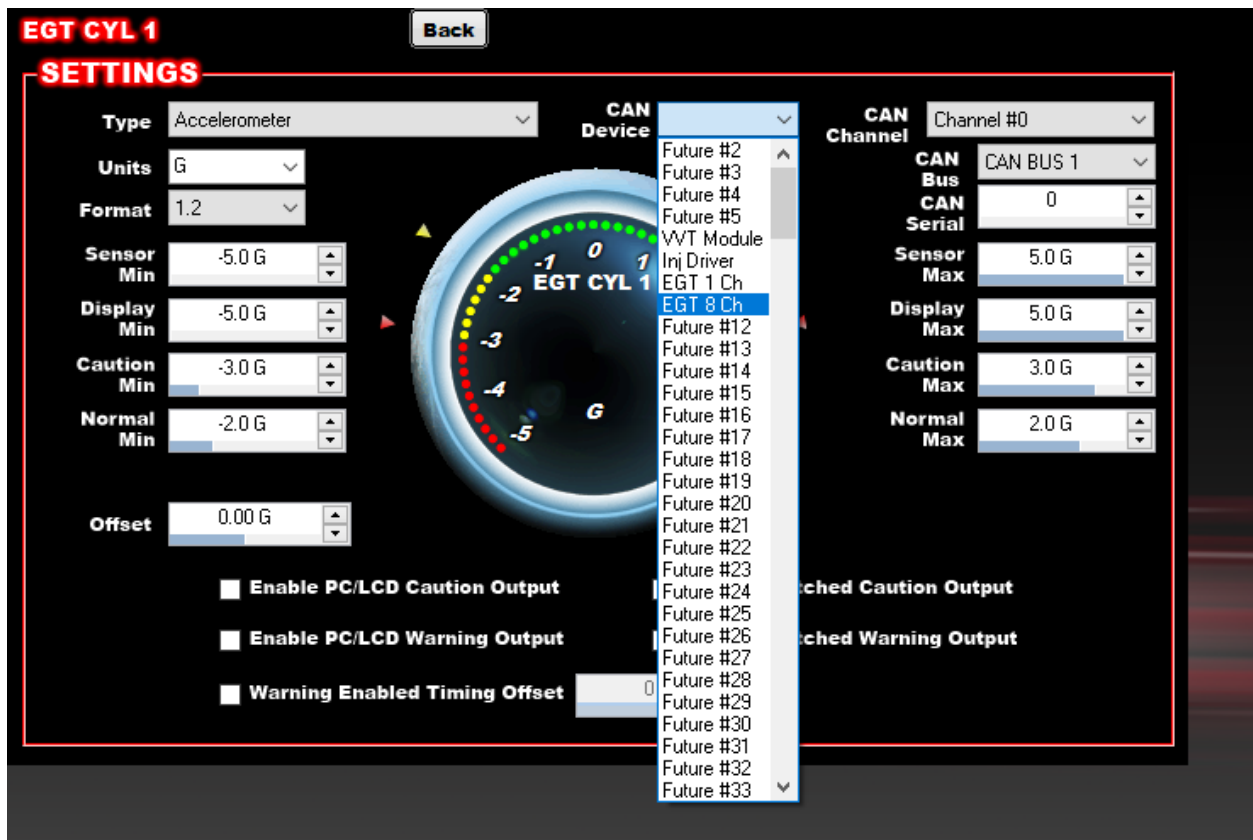 EGT CYL 1
Back
SETTINGS
Type
Accelerometer
CAN
Device
CAN
Channel
Channel #0
Units
G
CAN
Bus
CAN BUS 1
Format
1.2
CAN
Serial
0
Sensor
Min
-5.0 G
Sensor
Max
5.0 G
Display
Min
-5.0 G
Display
Max
5.0 G
Caution
Min
-3.0 G
Caution
Max
3.0 G
Normal
Min
-2.0 G
Normal
Max
2.0 G
Offset
0.00 G
0
-1
1
EGT CYL 1
-2
-3
-4
-5
G
Future #2
Future #3
Future #4
Future #5
VVT Module
Inj Driver
EGT 1 Ch
EGT 8 Ch
Future #12
Future #13
Future #14
Future #15
Future #16
Future #17
Future #18
Future #19
Future #20
Future #21
Future #22
Future #23
Future #24
Future #25
Future #26
Future #27
Future #28
Future #29
Future #30
Future #31
Future #32
Future #33
Enable PC/LCD Caution Output
Caution Output
Enable PC/LCD Warning Output
Warning Output
Warning Enabled Timing Offset
0